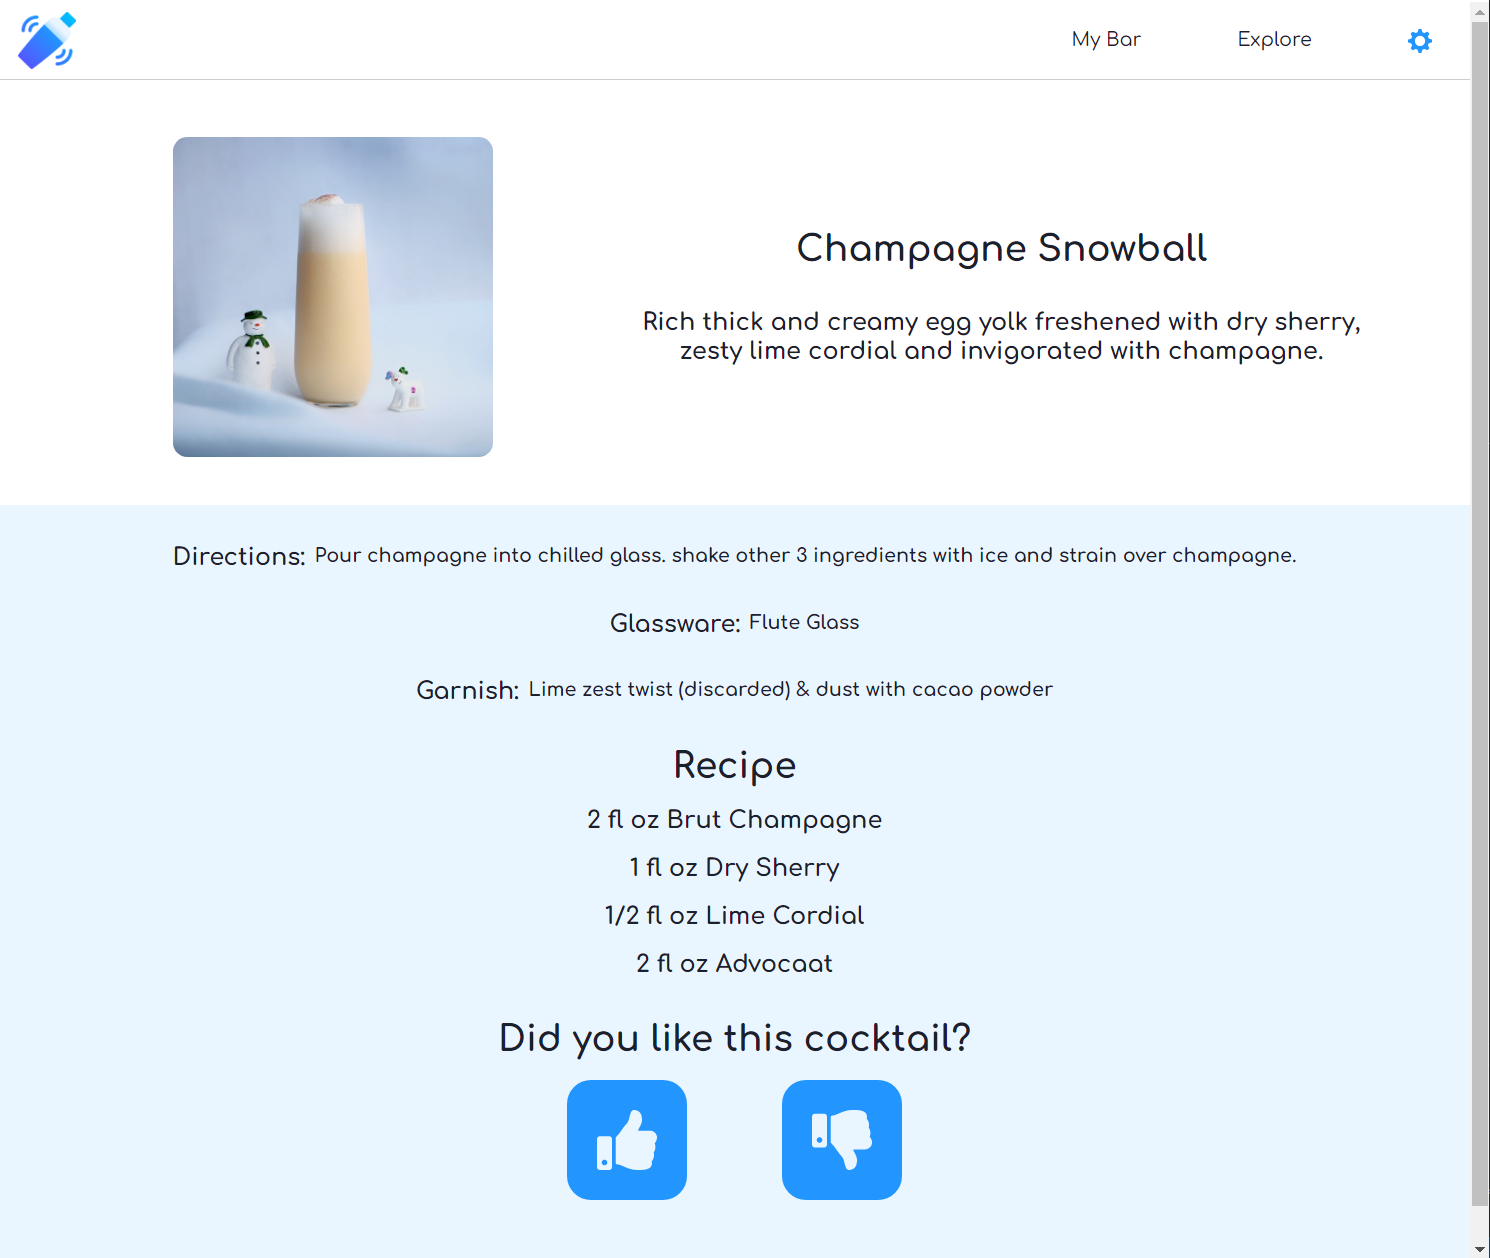 My Bar
Explore
Champagne Snowball
Rich thick and creamy egg yolk freshened with dry sherry,
zesty lime cordial and invigorated with champagne.
Directions: Pour champagne into chilled glass. shake other 3 ingredients with ice and strain over champagne.
Glassware: Flute Glass
Garnish: Lime zest twist (discarded) & dust with cacao powder
Recipe
2 fl oz Brut Champagne
1 fl oz Dry Sherry
1/2 fl oz Lime Cordial
2 fl oz Advocaat
Did you like this cocktail?